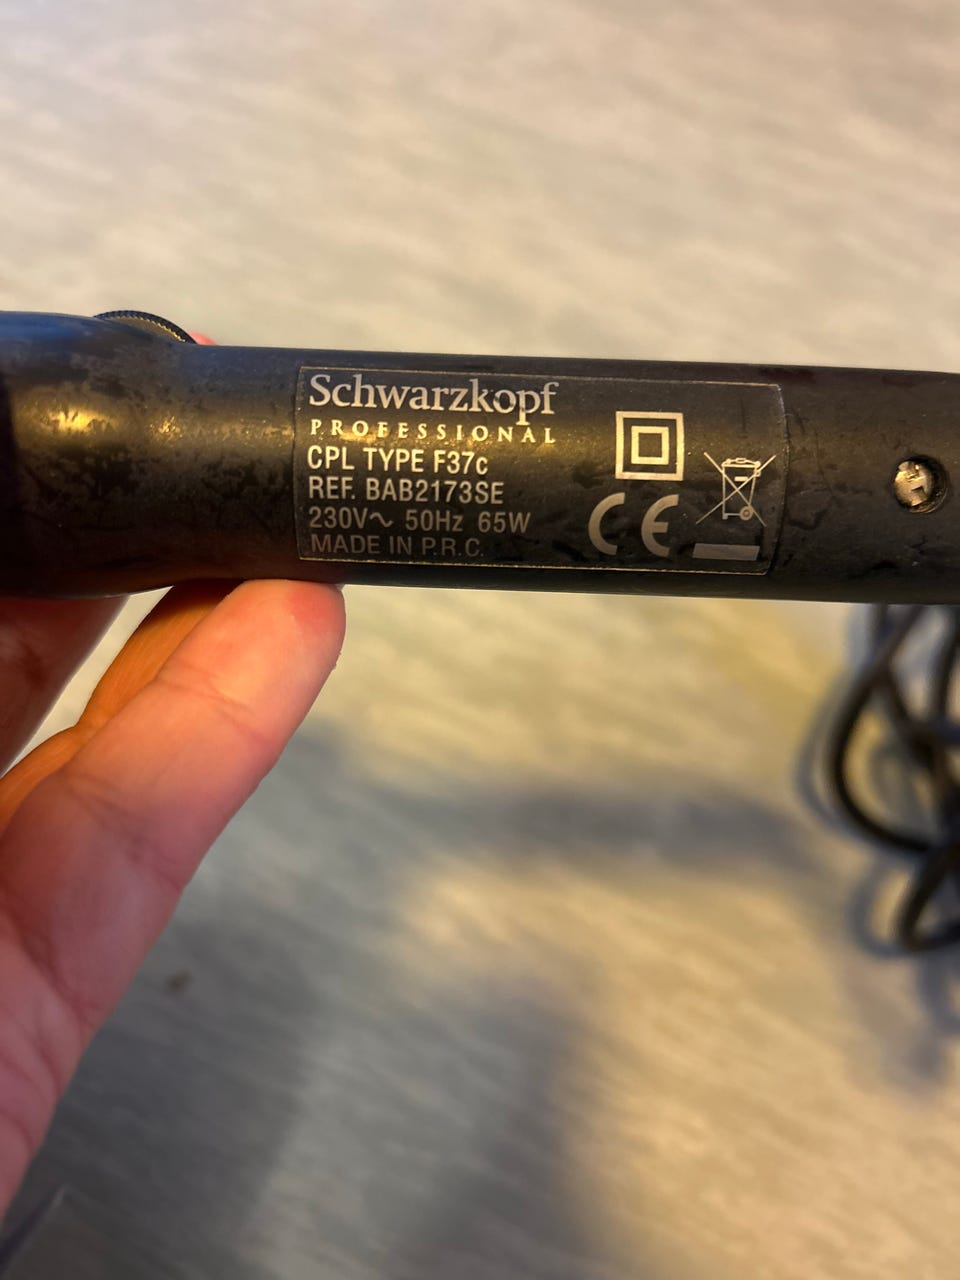 Schwarzkopf
PROFESSIONAL
CPL TYPE F37c
REF. BAB2173SE
230V~ 50Hz 65W
MADE IN P.R.C.
CE